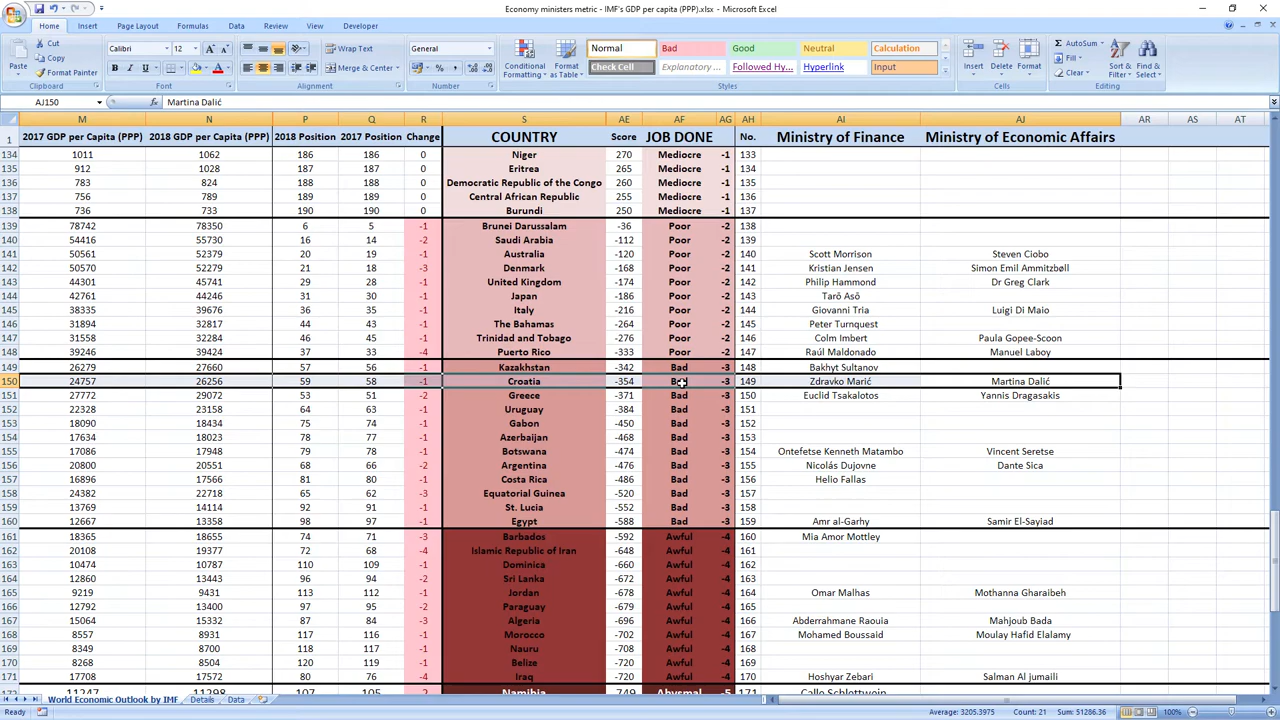 Economy ministers metric - IMF's GDP per capita (PPP).xlsx - Microsoft Excel
Home Insert Page Layout Formulas Data Review View Developer
Cut Calibri 12 Wrap Text General Normal Bad Good Neutral Calculation AutoSum
Copy Conditional Formatting Format as Table Insert Delete Format Fill Sort & Filter Find & Select
Paste Format Painter Merge & Center Check Cell Explanatory ... Followed Hy... Hyperlink Input Clear
Clipboard Font Alignment Number Styles Cells Editing
AJ150 Martina Dalić
M N P Q R S AE AF AG AH AI AJ AR AS AT
1 2017 GDP per Capita (PPP) 2018 GDP per Capita (PPP) 2018 Position 2017 Position Change COUNTRY Score JOB DONE No. Ministry of Finance Ministry of Economic Affairs
134 1011 1062 186 186 0 Niger 270 Mediocre -1 133
135 912 1028 187 187 0 Eritrea 265 Mediocre -1 134
136 783 824 188 188 0 Democratic Republic of the Congo 260 Mediocre -1 135
137 756 789 189 189 0 Central African Republic 255 Mediocre -1 136
138 736 733 190 190 0 Burundi 250 Mediocre -1 137
139 78742 78350 6 5 -1 Brunei Darussalam -36 Poor -2 138
140 54416 55730 16 14 -2 Saudi Arabia -112 Poor -2 139
141 50561 52379 20 19 -1 Australia -120 Poor -2 140 Scott Morrison Steven Ciobo
142 50570 52279 21 18 -3 Denmark -168 Poor -2 141 Kristian Jensen Simon Emil Ammitzbøll
143 44301 45741 29 28 -1 United Kingdom -174 Poor -2 142 Philip Hammond Dr Greg Clark
144 42761 44246 31 30 -1 Japan -186 Poor -2 143 Tarō Asō
145 38335 39676 36 35 -1 Italy -216 Poor -2 144 Giovanni Tria Luigi Di Maio
146 31894 32817 44 43 -1 The Bahamas -264 Poor -2 145 Peter Turnquest
147 31558 32284 46 45 -1 Trinidad and Tobago -276 Poor -2 146 Colm Imbert Paula Gopee-Scoon
148 39246 39424 37 33 -4 Puerto Rico -333 Poor -2 147 Raúl Maldonado Manuel Laboy
149 26279 27660 57 56 -1 Kazakhstan -342 Bad -3 148 Bakhyt Sultanov
150 24757 26256 59 58 -1 Croatia -354 Bad -3 149 Zdravko Marić Martina Dalić
151 27772 29072 53 51 -2 Greece -371 Bad -3 150 Euclid Tsakalotos Yannis Dragasakis
152 22328 23158 64 63 -1 Uruguay -384 Bad -3 151
153 18090 18490 75 74 -1 Gabon -450 Bad -3 152
154 17634 18023 78 77 -1 Azerbaijan -468 Bad -3 153
155 17086 17948 79 78 -1 Botswana -474 Bad -3 154 Ontefetse Kenneth Matambo Vincent Seretse
156 20800 20551 68 66 -2 Argentina -476 Bad -3 155 Nicolás Dujovne Dante Sica
157 16896 17566 81 80 -1 Costa Rica -486 Bad -3 156 Helio Fallas
158 24382 22718 65 62 -3 Equatorial Guinea -520 Bad -3 157
159 13769 14114 92 91 -1 St. Lucia -552 Bad -3 158
160 12667 13358 98 97 -1 Egypt -588 Bad -3 159 Amr al-Garhy Samir El-Sayiad
161 18365 18655 74 71 -3 Barbados -592 Awful -4 160 Mia Amor Mottley
162 20108 19377 72 68 -4 Islamic Republic of Iran -648 Awful -4 161
163 10474 10787 110 109 -1 Dominica -660 Awful -4 162
164 12860 13443 96 94 -2 Sri Lanka -672 Awful -4 163
165 9219 9431 113 112 -1 Jordan -678 Awful -4 164 Omar Malhas Mothanna Gharaibeh
166 12792 13400 97 95 -2 Paraguay -679 Awful -4 165
167 15064 15332 87 84 -3 Algeria -696 Awful -4 166 Abderrahmane Raouia Mahjoub Bada
168 8557 8931 117 116 -1 Morocco -702 Awful -4 167 Mohamed Boussaid Moulay Hafid Elalamy
169 8349 8700 118 117 -1 Nauru -708 Awful -4 168
170 8268 8504 120 119 -1 Belize -720 Awful -4 169
171 17708 17572 80 76 -4 Iraq -720 Awful -4 170 Hoshyar Zebari Salman Al jumaili
172 11247 11298 107 105 -2 Namibia -749 Abysmal -5 171 Calle Schlettwein
World Economic Outlook by IMF Details Data
Ready Average: 3205.3975 Count: 21 Sum: 51286.36 100%